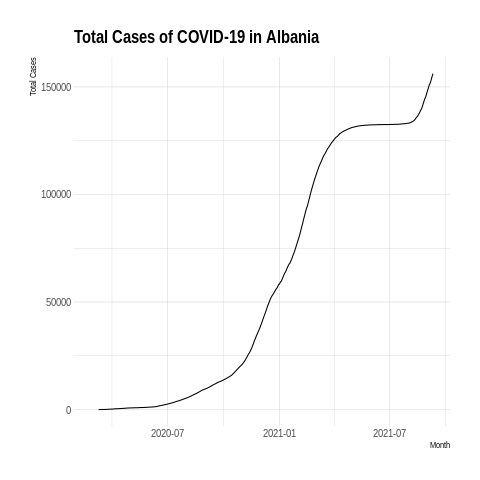 Total Cases of COVID-19 in Albania
Total Cases
150000
100000
50000
0
2020-07
2021-01
2021-07
Month